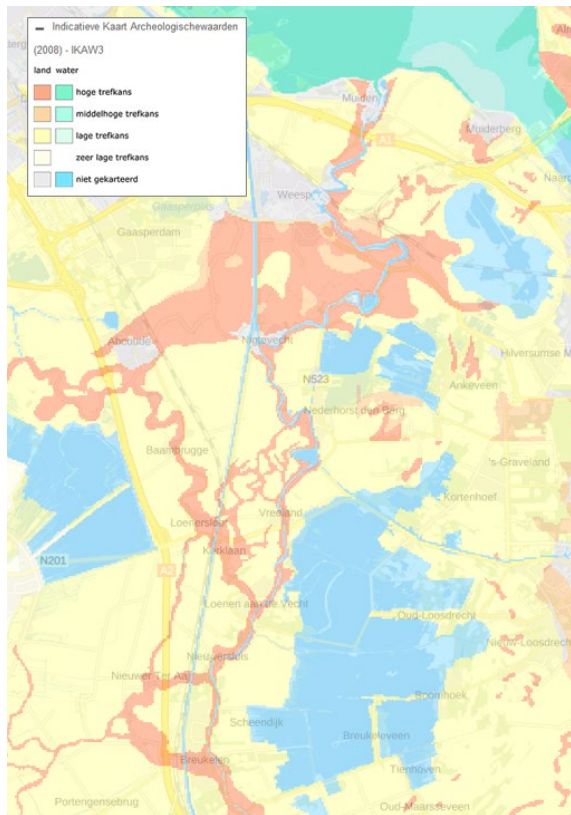 Indicatieve Kaart Archeologischewaarden
(2008) - IKAW3
land water
hoge trefkans
middelhoge trefkans
lage trefkans
zeer lage trefkans
niet gekarteerd
Muiden
A1
Muiderberg
Weesp
Naard
Gaasperplas
Gaasperdam
Abcoude
Nigtevecht
Hilversumse M
N523
Ankeveen
Nederhorst den Berg
Baambrugge
's-Graveland
Kortenhoef
Vreeland
Loenersloot
Kerklaan
N201
A2
Loenen aan de Vecht
Oud-Loosdrecht
Nieuw-Loosdrecht
Nieuwersluis
Nieuwer Ter Aa
Boomhoek
Scheendijk
Breukeleveen
Breukelen
Tienhoven
Portengensebrug
Oud-Maarsseveen